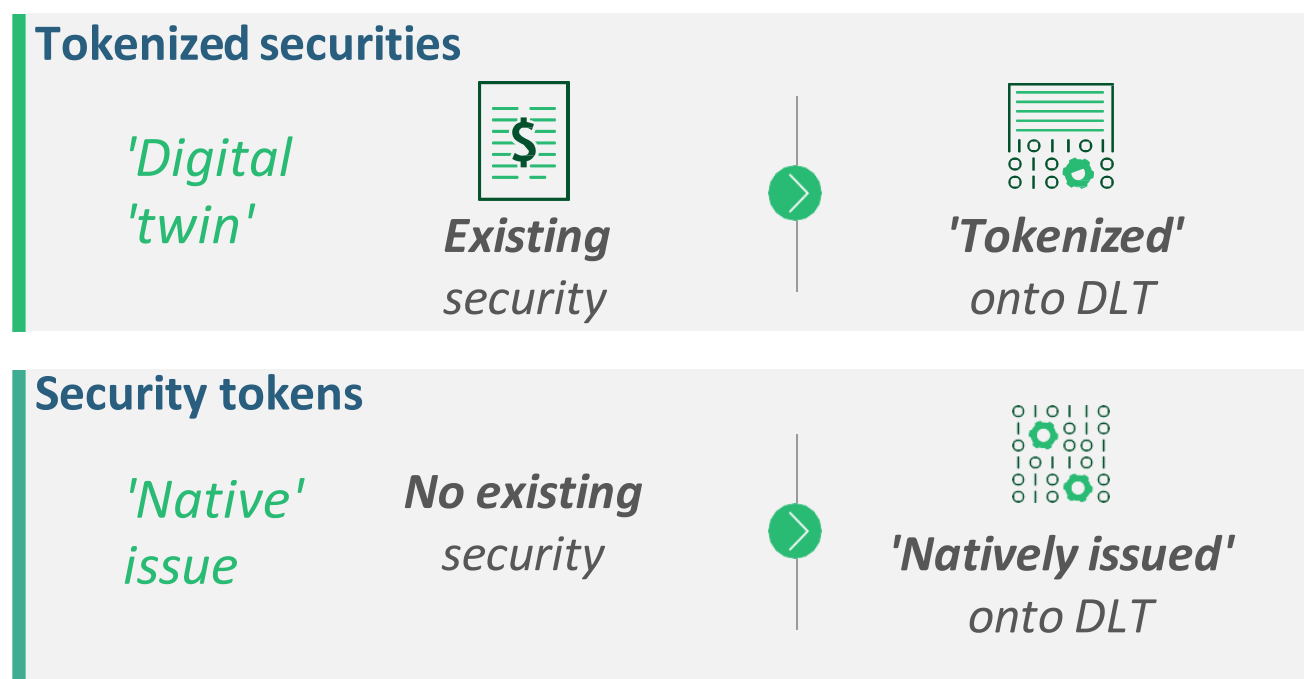 Tokenized securities
'Digital
'twin'
$
Existing
security
'Tokenized'
onto DLT
Security tokens
'Native'
issue
No existing
security
'Natively issued'
onto DLT